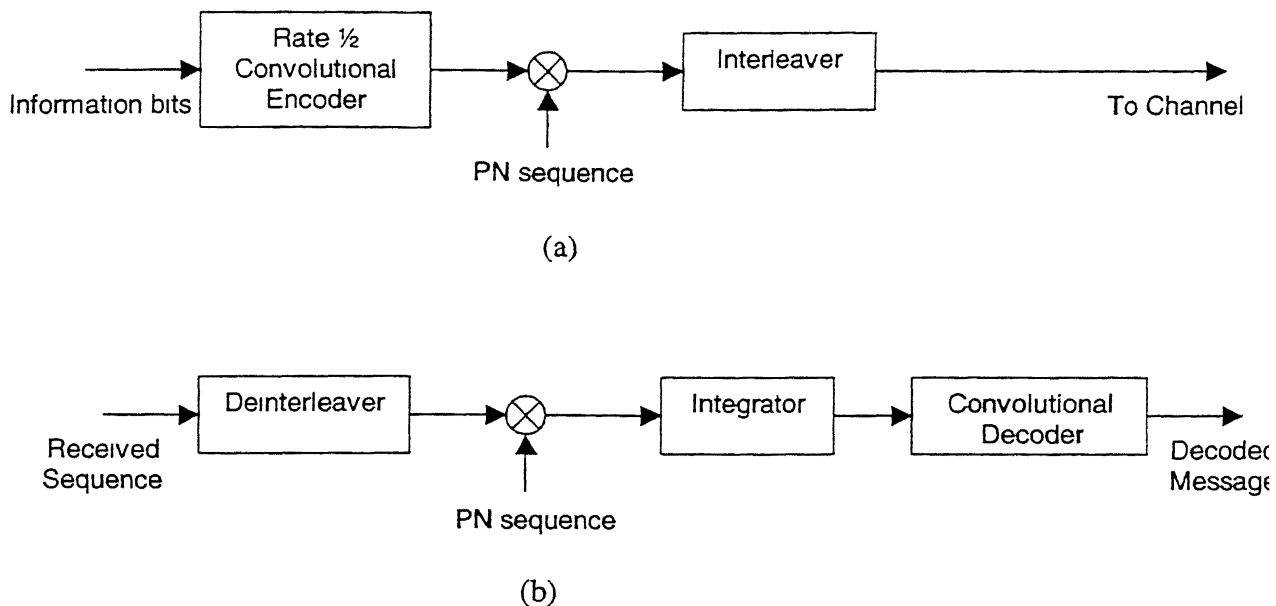 Rate ½
Convolutional
Encoder
Interleaver
Information bits
To Channel
PN sequence
(a)
Deinterleaver
Integrator
Convolutional
Decoder
Received
Sequence
Decoded
Message
PN sequence
(b)